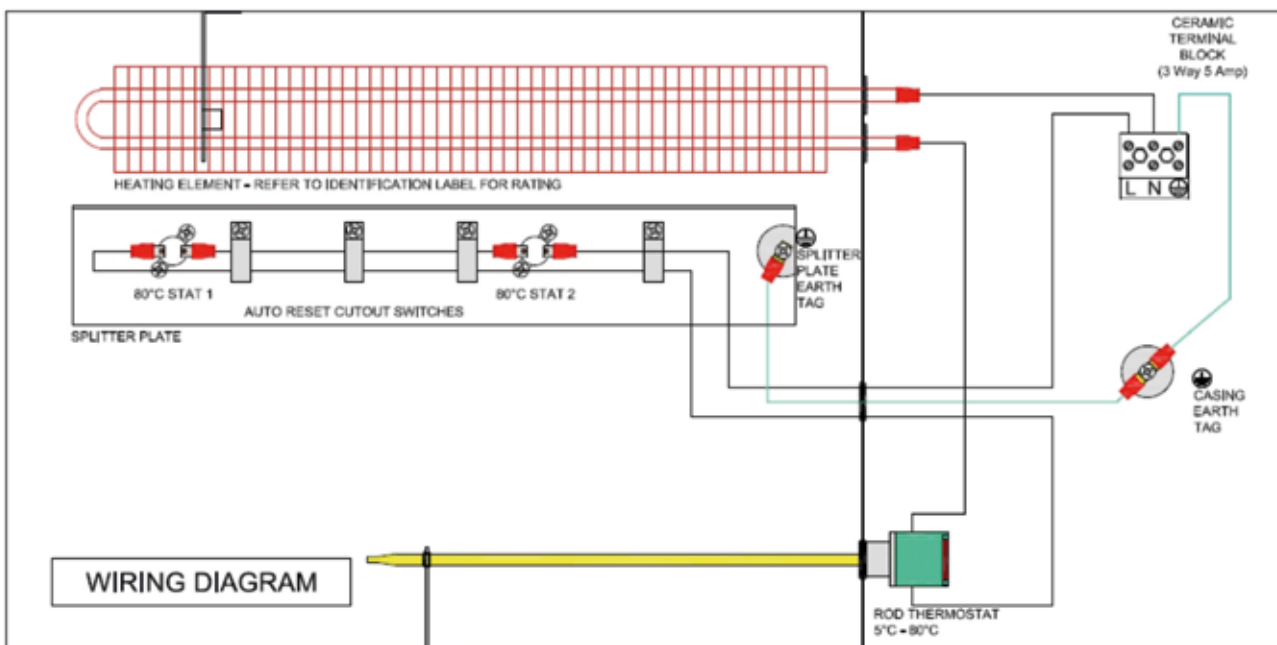 CERAMIC
TERMINAL
BLOCK
(3 Way 5 Amp)
HEATING ELEMENT - REFER TO IDENTIFICATION LABEL FOR RATING
L N
SPLITTER
PLATE
EARTH
TAG
80°C STAT 1
80°C STAT 2
AUTO RESET CUTOUT SWITCHES
SPLITTER PLATE
CASING
EARTH
TAG
WIRING DIAGRAM
ROD THERMOSTAT
5°C - 80°C